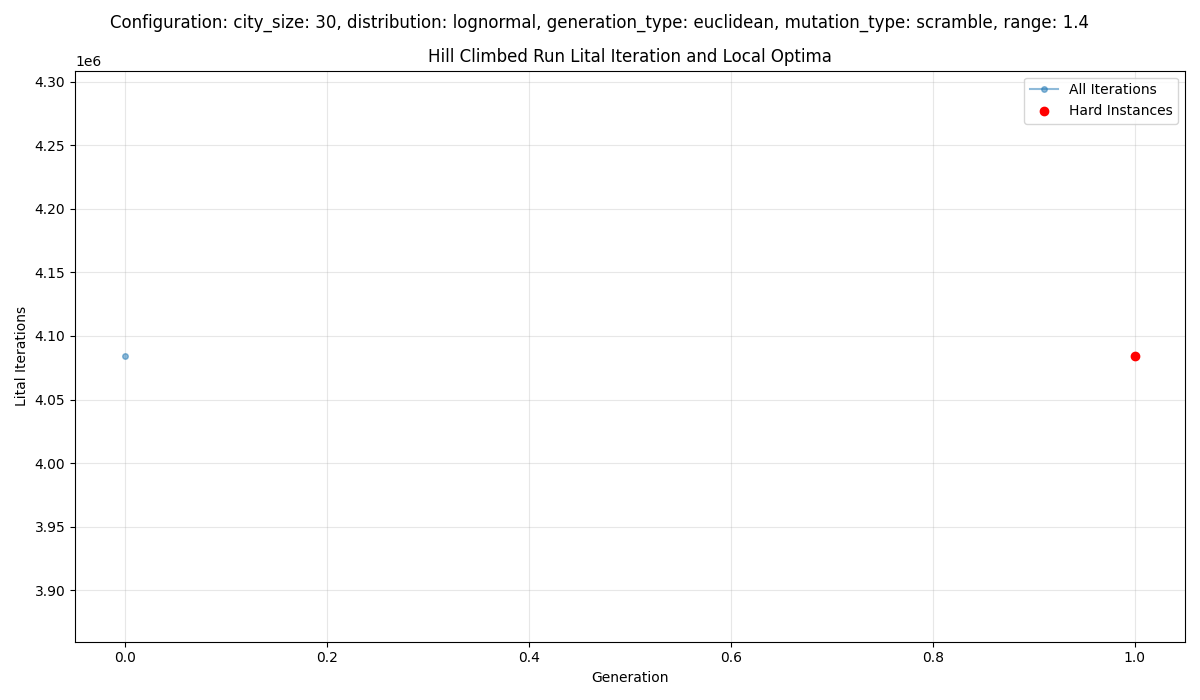 Configuration: city_size: 30, distribution: lognormal, generation_type: euclidean, mutation_type: scramble, range: 1.4
Hill Climbed Run Lital Iteration and Local Optima
1e6
4.30
4.25
4.20
4.15
4.10
4.05
4.00
3.95
3.90
Lital Iterations
All Iterations
Hard Instances
0.0 0.2 0.4 0.6 0.8 1.0
Generation